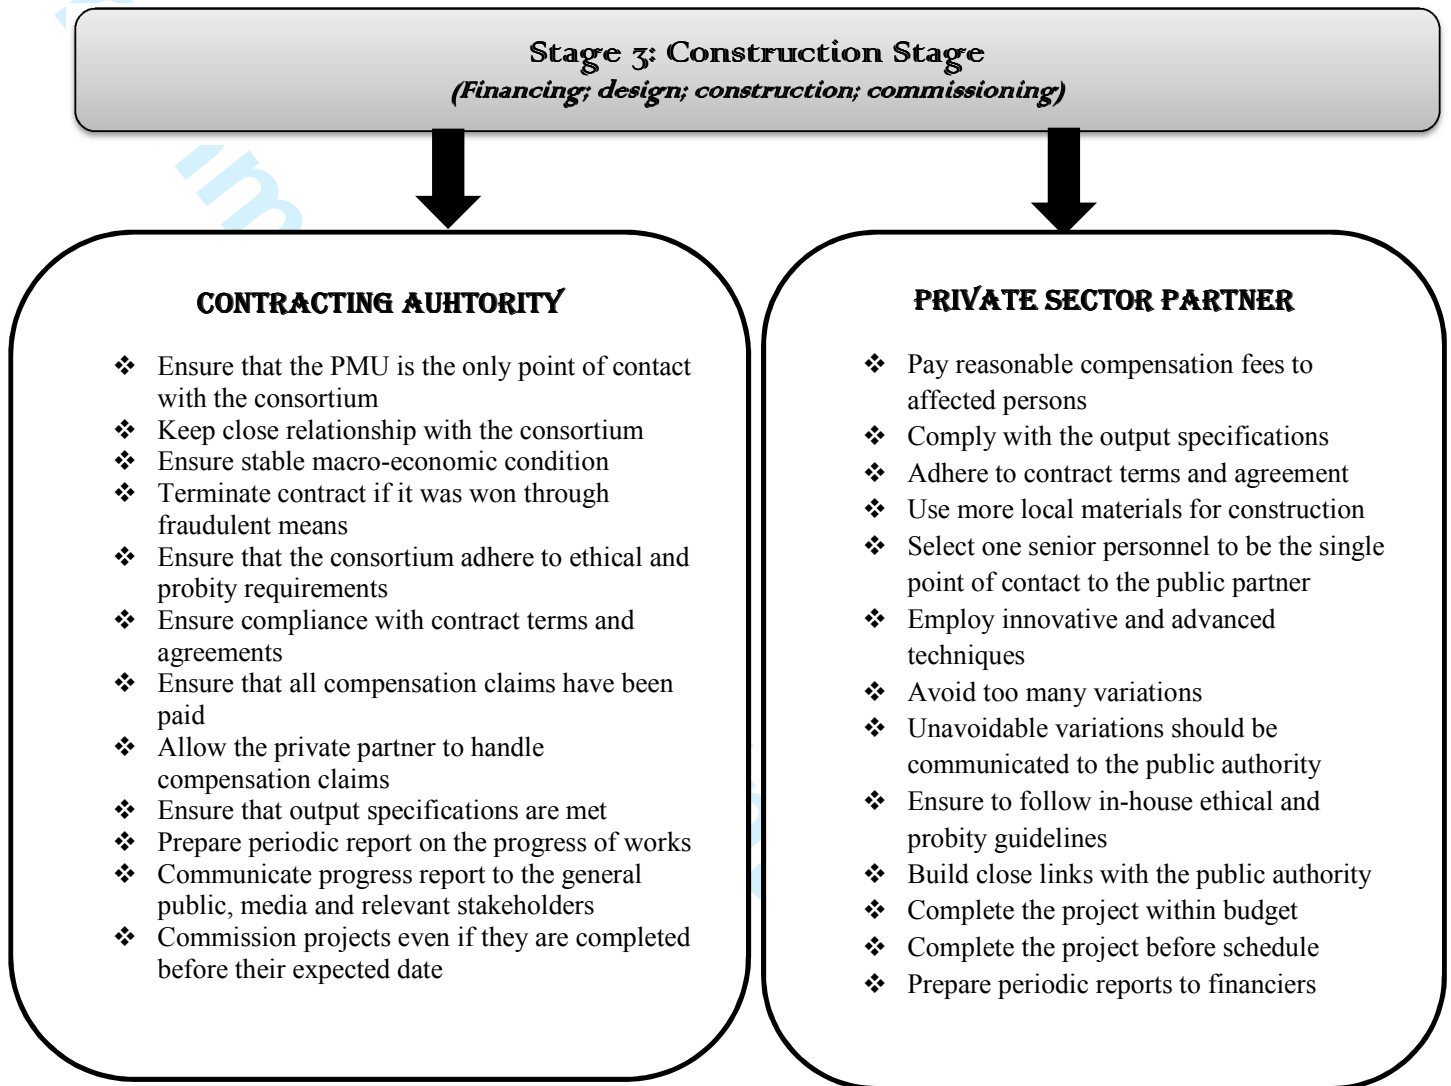 Stage 3: Construction Stage
(Financing; design; construction; commissioning)
CONTRACTING AUHTORITY
❖ Ensure that the PMU is the only point of contact
with the consortium
❖ Keep close relationship with the consortium
❖ Ensure stable macro-economic condition
❖ Terminate contract if it was won through
fraudulent means
❖ Ensure that the consortium adhere to ethical and
probity requirements
❖ Ensure compliance with contract terms and
agreements
❖ Ensure that all compensation claims have been
paid
❖ Allow the private partner to handle
compensation claims
❖ Ensure that output specifications are met
❖ Prepare periodic report on the progress of works
❖ Communicate progress report to the general
public, media and relevant stakeholders
❖ Commission projects even if they are completed
before their expected date
PRIVATE SECTOR PARTNER
❖ Pay reasonable compensation fees to
affected persons
❖ Comply with the output specifications
❖ Adhere to contract terms and agreement
❖ Use more local materials for construction
❖ Select one senior personnel to be the single
point of contact to the public partner
❖ Employ innovative and advanced
techniques
❖ Avoid too many variations
❖ Unavoidable variations should be
communicated to the public authority
❖ Ensure to follow in-house ethical and
probity guidelines
❖ Build close links with the public authority
❖ Complete the project within budget
❖ Complete the project before schedule
❖ Prepare periodic reports to financiers